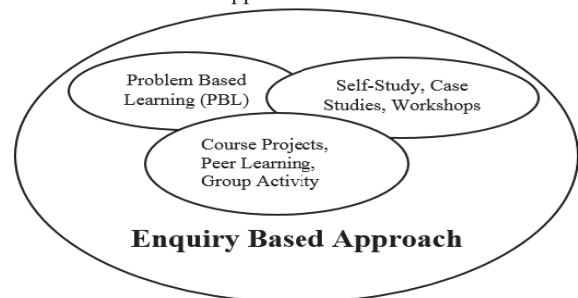 Problem Based
Learning (PBL)
Self-Study, Case
Studies, Workshops
Course Projects,
Peer Learning,
Group Activity
Enquiry Based Approach